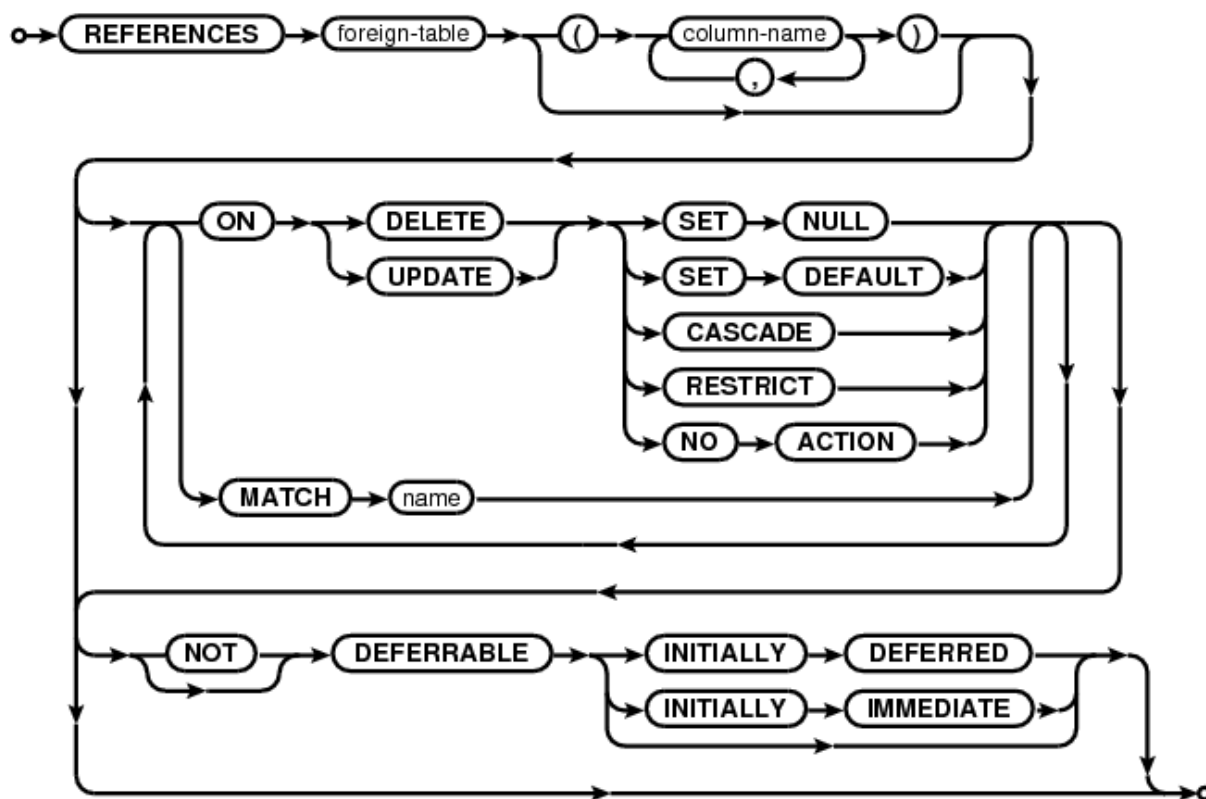 REFERENCES foreign-table ( column-name )
,
ON DELETE SET NULL
UPDATE SET DEFAULT
CASCADE
RESTRICT
NO ACTION
MATCH name
NOT DEFERRABLE INITIALLY DEFERRED
INITIALLY IMMEDIATE